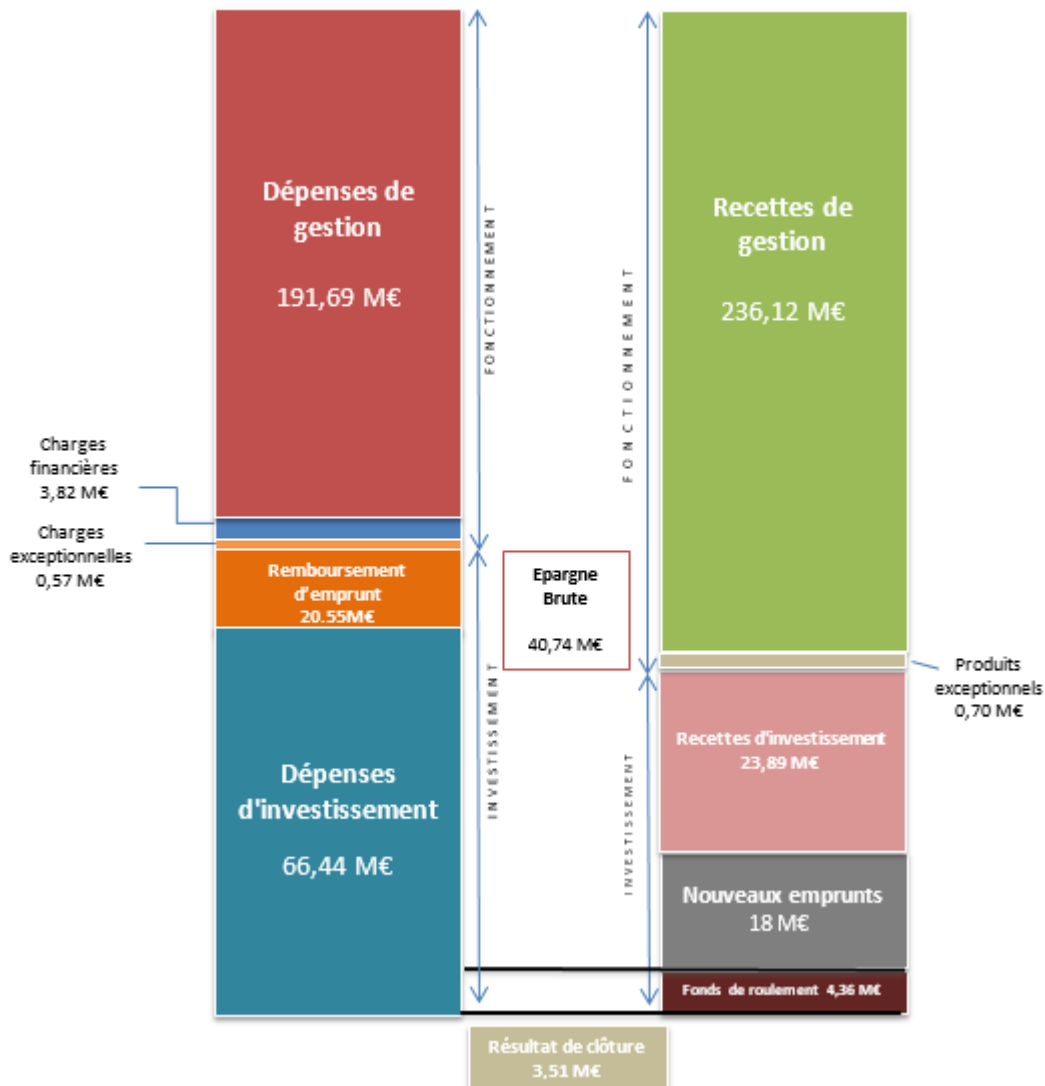 Dépenses de
gestion
191,69 M€
FONCTIONNEMENT
Recettes de
gestion
236,12 M€
FONCTIONNEMENT
Charges
financières
3,82 M€
Charges
exceptionnelles
0,57 M€
Remboursement
d'emprunt
20.55M€
Epargne
Brute
40,74 M€
Produits
exceptionnels
0,70 M€
Dépenses
d'investissement
66,44 M€
INVESTISSEMENT
Recettes d'investissement
23,89 M€
INVESTISSEMENT
Nouveaux emprunts
18 M€
Fonds de roulement 4,36 M€
Résultat de clôture
3,51 M€